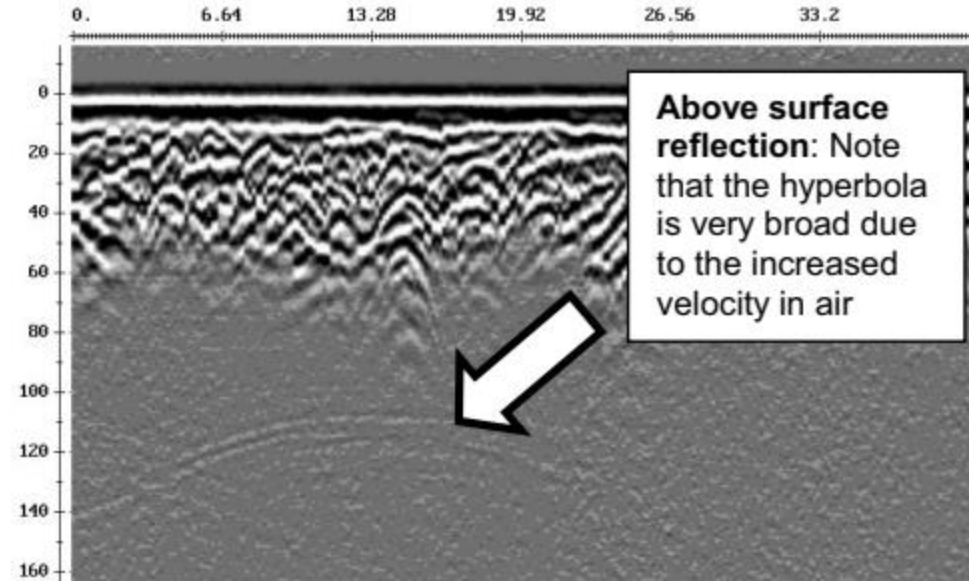 0. 6.64 13.28 19.92 26.56 33.2
0
20
40
60
80
100
120
140
160
Above surface
reflection: Note
that the hyperbola
is very broad due
to the increased
velocity in air